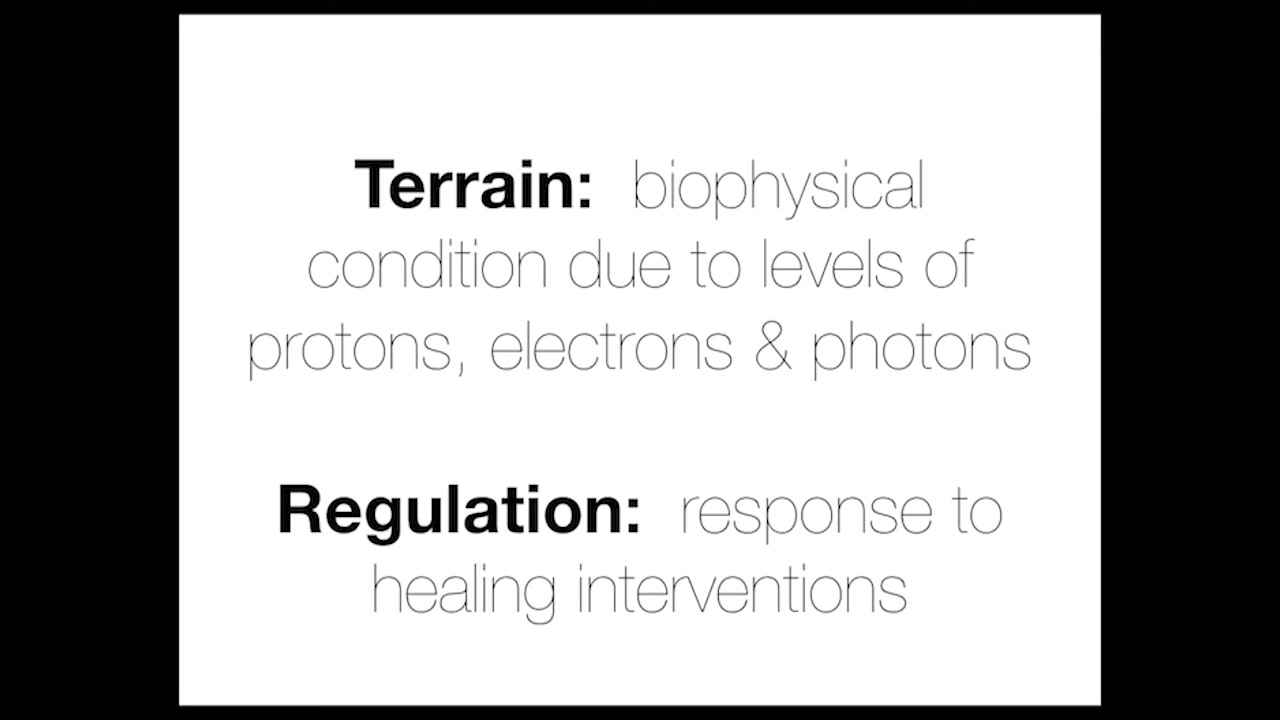 Terrain: biophysical
condition due to levels of
protons, electrons & photons
Regulation: response to
healing interventions